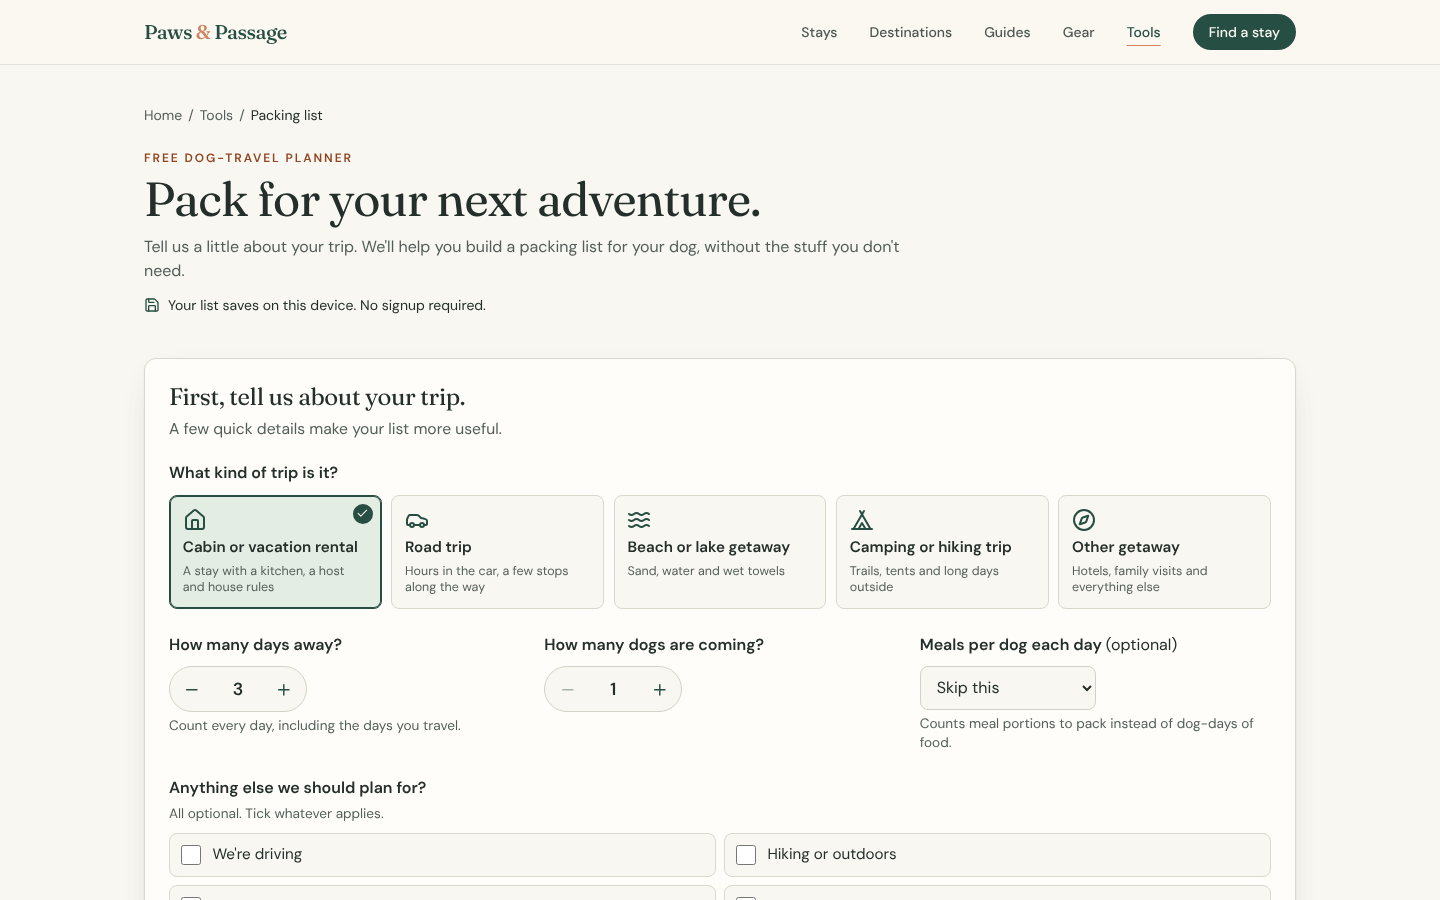 Paws & Passage
Stays
Destinations
Guides
Gear
Tools
Find a stay
Home / Tools / Packing list
FREE DOG-TRAVEL PLANNER
Pack for your next adventure.
Tell us a little about your trip. We'll help you build a packing list for your dog, without the stuff you don't
need.
Your list saves on this device. No signup required.
First, tell us about your trip.
A few quick details make your list more useful.
What kind of trip is it?
Cabin or vacation rental
A stay with a kitchen, a host
and house rules
Road trip
Hours in the car, a few stops
along the way
Beach or lake getaway
Sand, water and wet towels
Camping or hiking trip
Trails, tents and long days
outside
Other getaway
Hotels, family visits and
everything else
How many days away?
− 3 +
Count every day, including the days you travel.
How many dogs are coming?
− 1 +
Meals per dog each day (optional)
Skip this
Counts meal portions to pack instead of dog-days of
food.
Anything else we should plan for?
All optional. Tick whatever applies.
We're driving
Hiking or outdoors